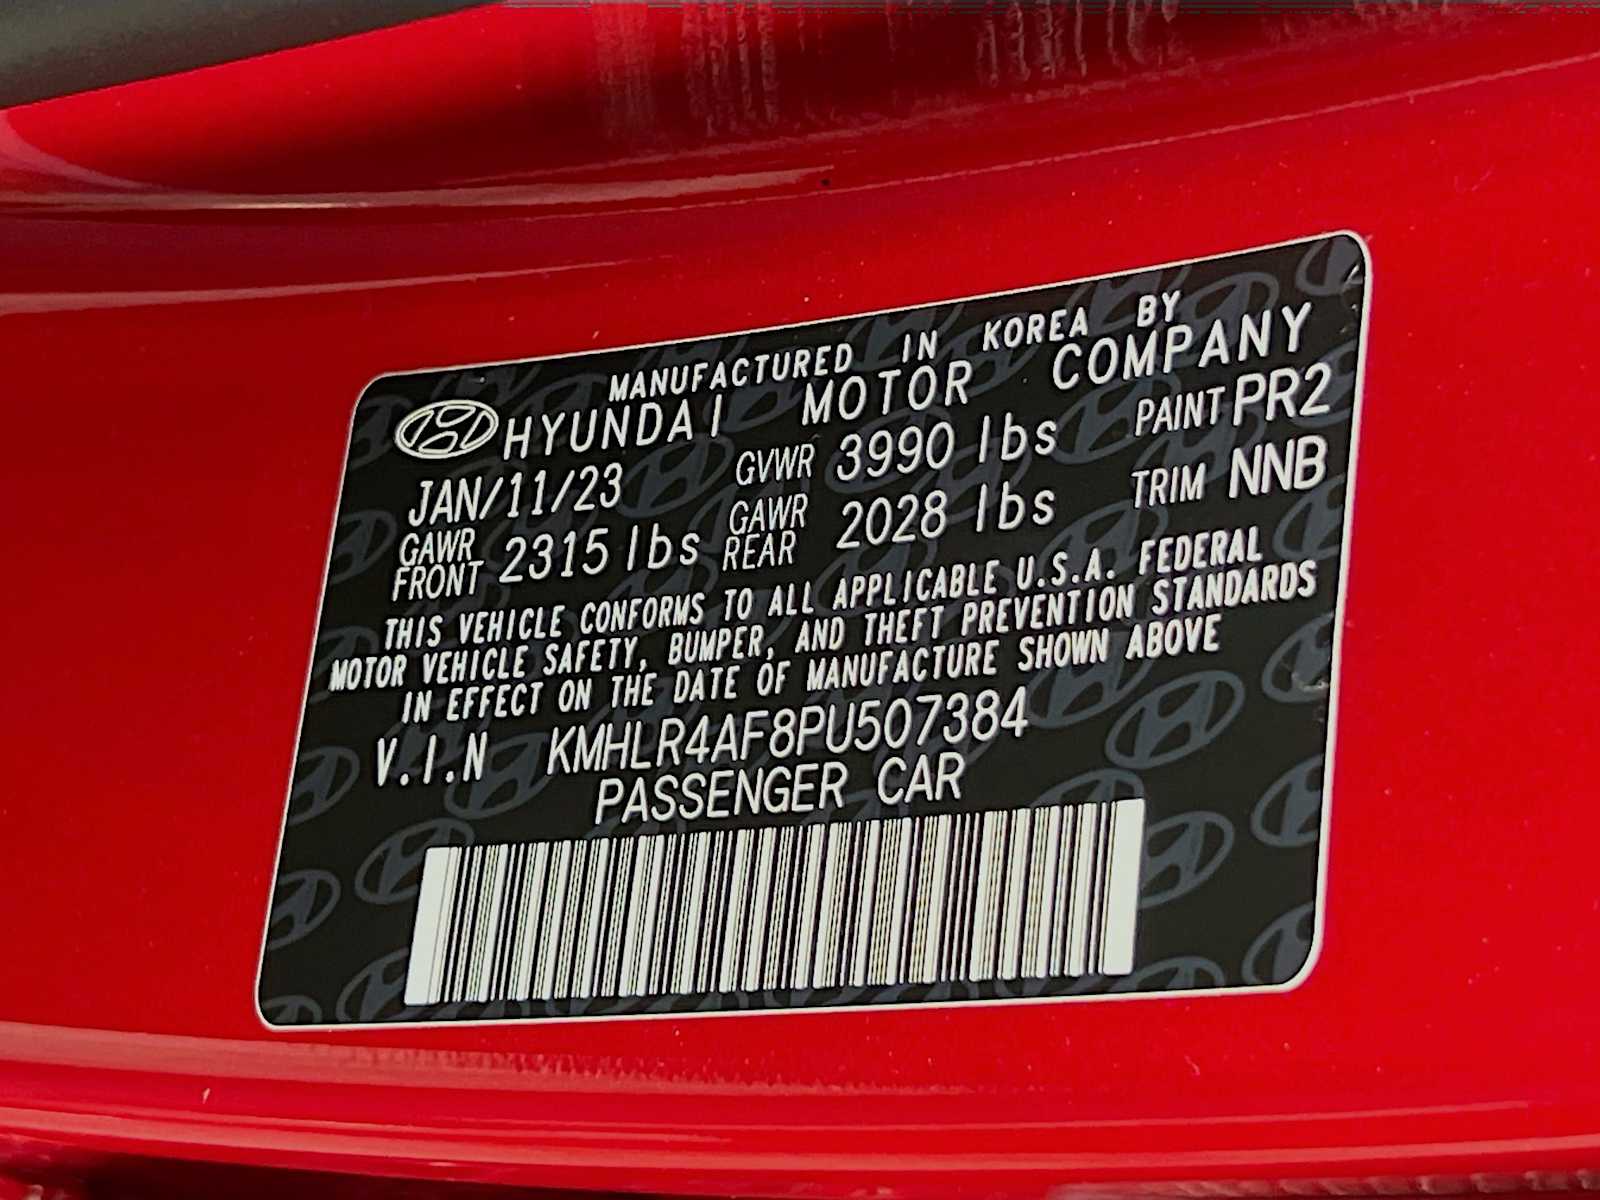 MANUFACTURED IN KOREA BY
HYUNDAI MOTOR COMPANY
JAN/11/23 GVWR 3990 lbs PAINT PR2
GAWR FRONT 2315 lbs GAWR REAR 2028 lbs TRIM NNB
THIS VEHICLE CONFORMS TO ALL APPLICABLE U.S.A. FEDERAL
MOTOR VEHICLE SAFETY, BUMPER, AND THEFT PREVENTION STANDARDS
IN EFFECT ON THE DATE OF MANUFACTURE SHOWN ABOVE
V.I.N KMHLR4AF8PU507384
PASSENGER CAR